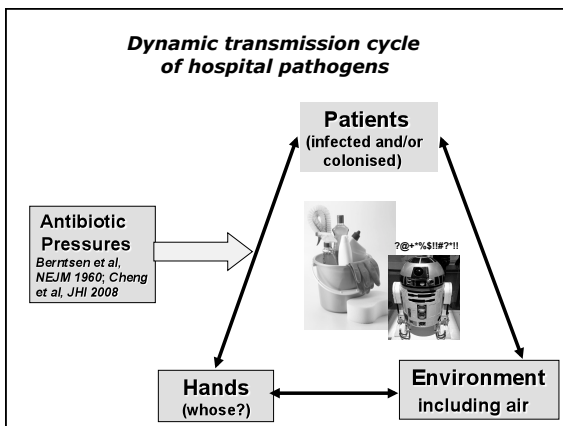 Dynamic transmission cycle
of hospital pathogens
Patients
(infected and/or
colonised)
Antibiotic
Pressures
Berntsen et al,
NEJM 1960; Cheng
et al, JHI 2008
?@+*%$!!#?*!!
Hands
(whose?)
Environment
including air